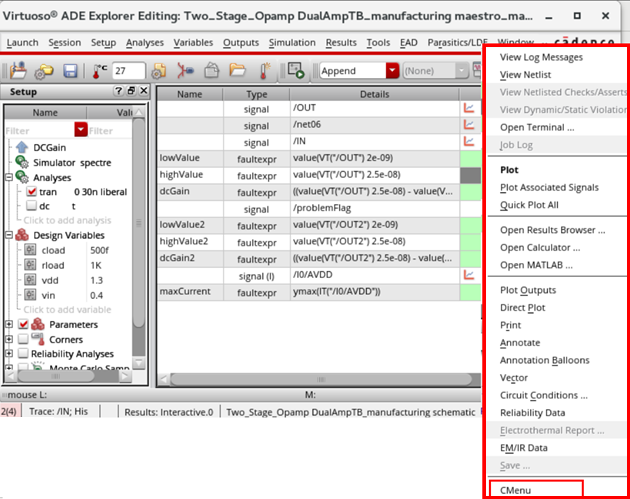 Virtuoso® ADE Explorer Editing: Two_Stage_Opamp DualAmpTB_manufacturing maestro_ma...
Launch Session Setup Analyses Variables Outputs Simulation Results Tools EAD Parasitics/LDE Window cādence
27 Append (None)
Setup
Name Valu
Filter Filter
DCGain
Simulator spectre
Analyses
tran 0 30n liberal
dc t
Click to add analysis
Design Variables
cload 500f
rload 1K
vdd 1.3
vin 0.4
Click to add variable
Parameters
Corners
Reliability Analyses
Monte Carlo Samp
Name Type Details
signal /OUT
signal /net06
signal /IN
lowValue faultexpr value(VT("/OUT") 2e-09)
highValue faultexpr value(VT("/OUT") 2.5e-08)
dcGain faultexpr ((value(VT("/OUT") 2.5e-08) - value(V...
signal /problemFlag
lowValue2 faultexpr value(VT("/OUT2") 2e-09)
highValue2 faultexpr value(VT("/OUT2") 2.5e-08)
dcGain2 faultexpr ((value(VT("/OUT2") 2.5e-08) - value(...
signal (I) /I0/AVDD
maxCurrent faultexpr ymax(IT("/I0/AVDD"))
mouse L: M:
2(4) Trace: /IN; His Results: Interactive.0 Two_Stage_Opamp DualAmpTB_manufacturing schematic
View Log Messages
View Netlist
View Netlisted Checks/Asserts
View Dynamic/Static Violation
Open Terminal ...
Job Log
Plot
Plot Associated Signals
Quick Plot All
Open Results Browser ...
Open Calculator ...
Open MATLAB ...
Plot Outputs
Direct Plot
Print
Annotate
Annotation Balloons
Vector
Circuit Conditions ...
Reliability Data
Electrothermal Report ...
EM/IR Data
Save ...
CMenu